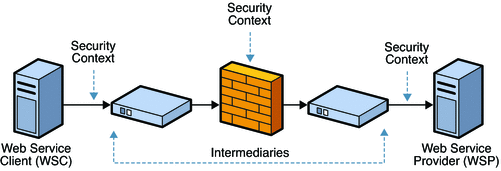 Security
Context
Security
Context
Security
Context
Intermediaries
Web Service
Client (WSC)
Web Service
Provider (WSP)